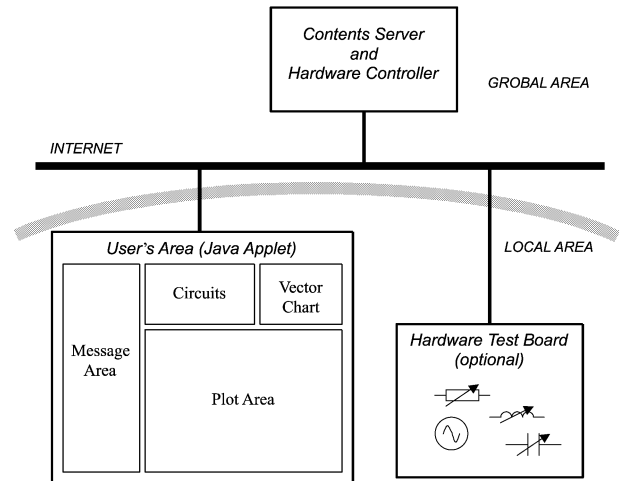 Contents Server
and
Hardware Controller
GROBAL AREA
INTERNET
LOCAL AREA
User's Area (Java Applet)
Message
Area
Circuits
Vector
Chart
Plot Area
Hardware Test Board
(optional)